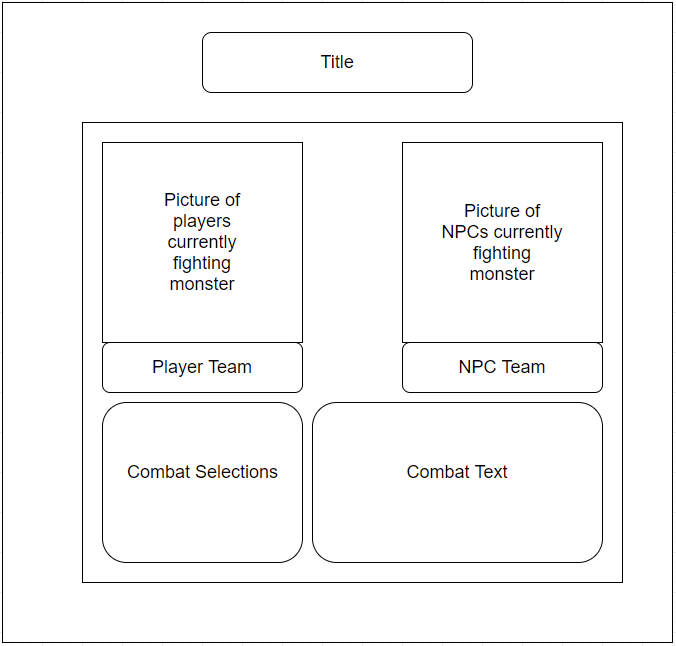 Title
Picture of
players
currently
fighting
monster
Picture of
NPCs currently
fighting
monster
Player Team
NPC Team
Combat Selections
Combat Text